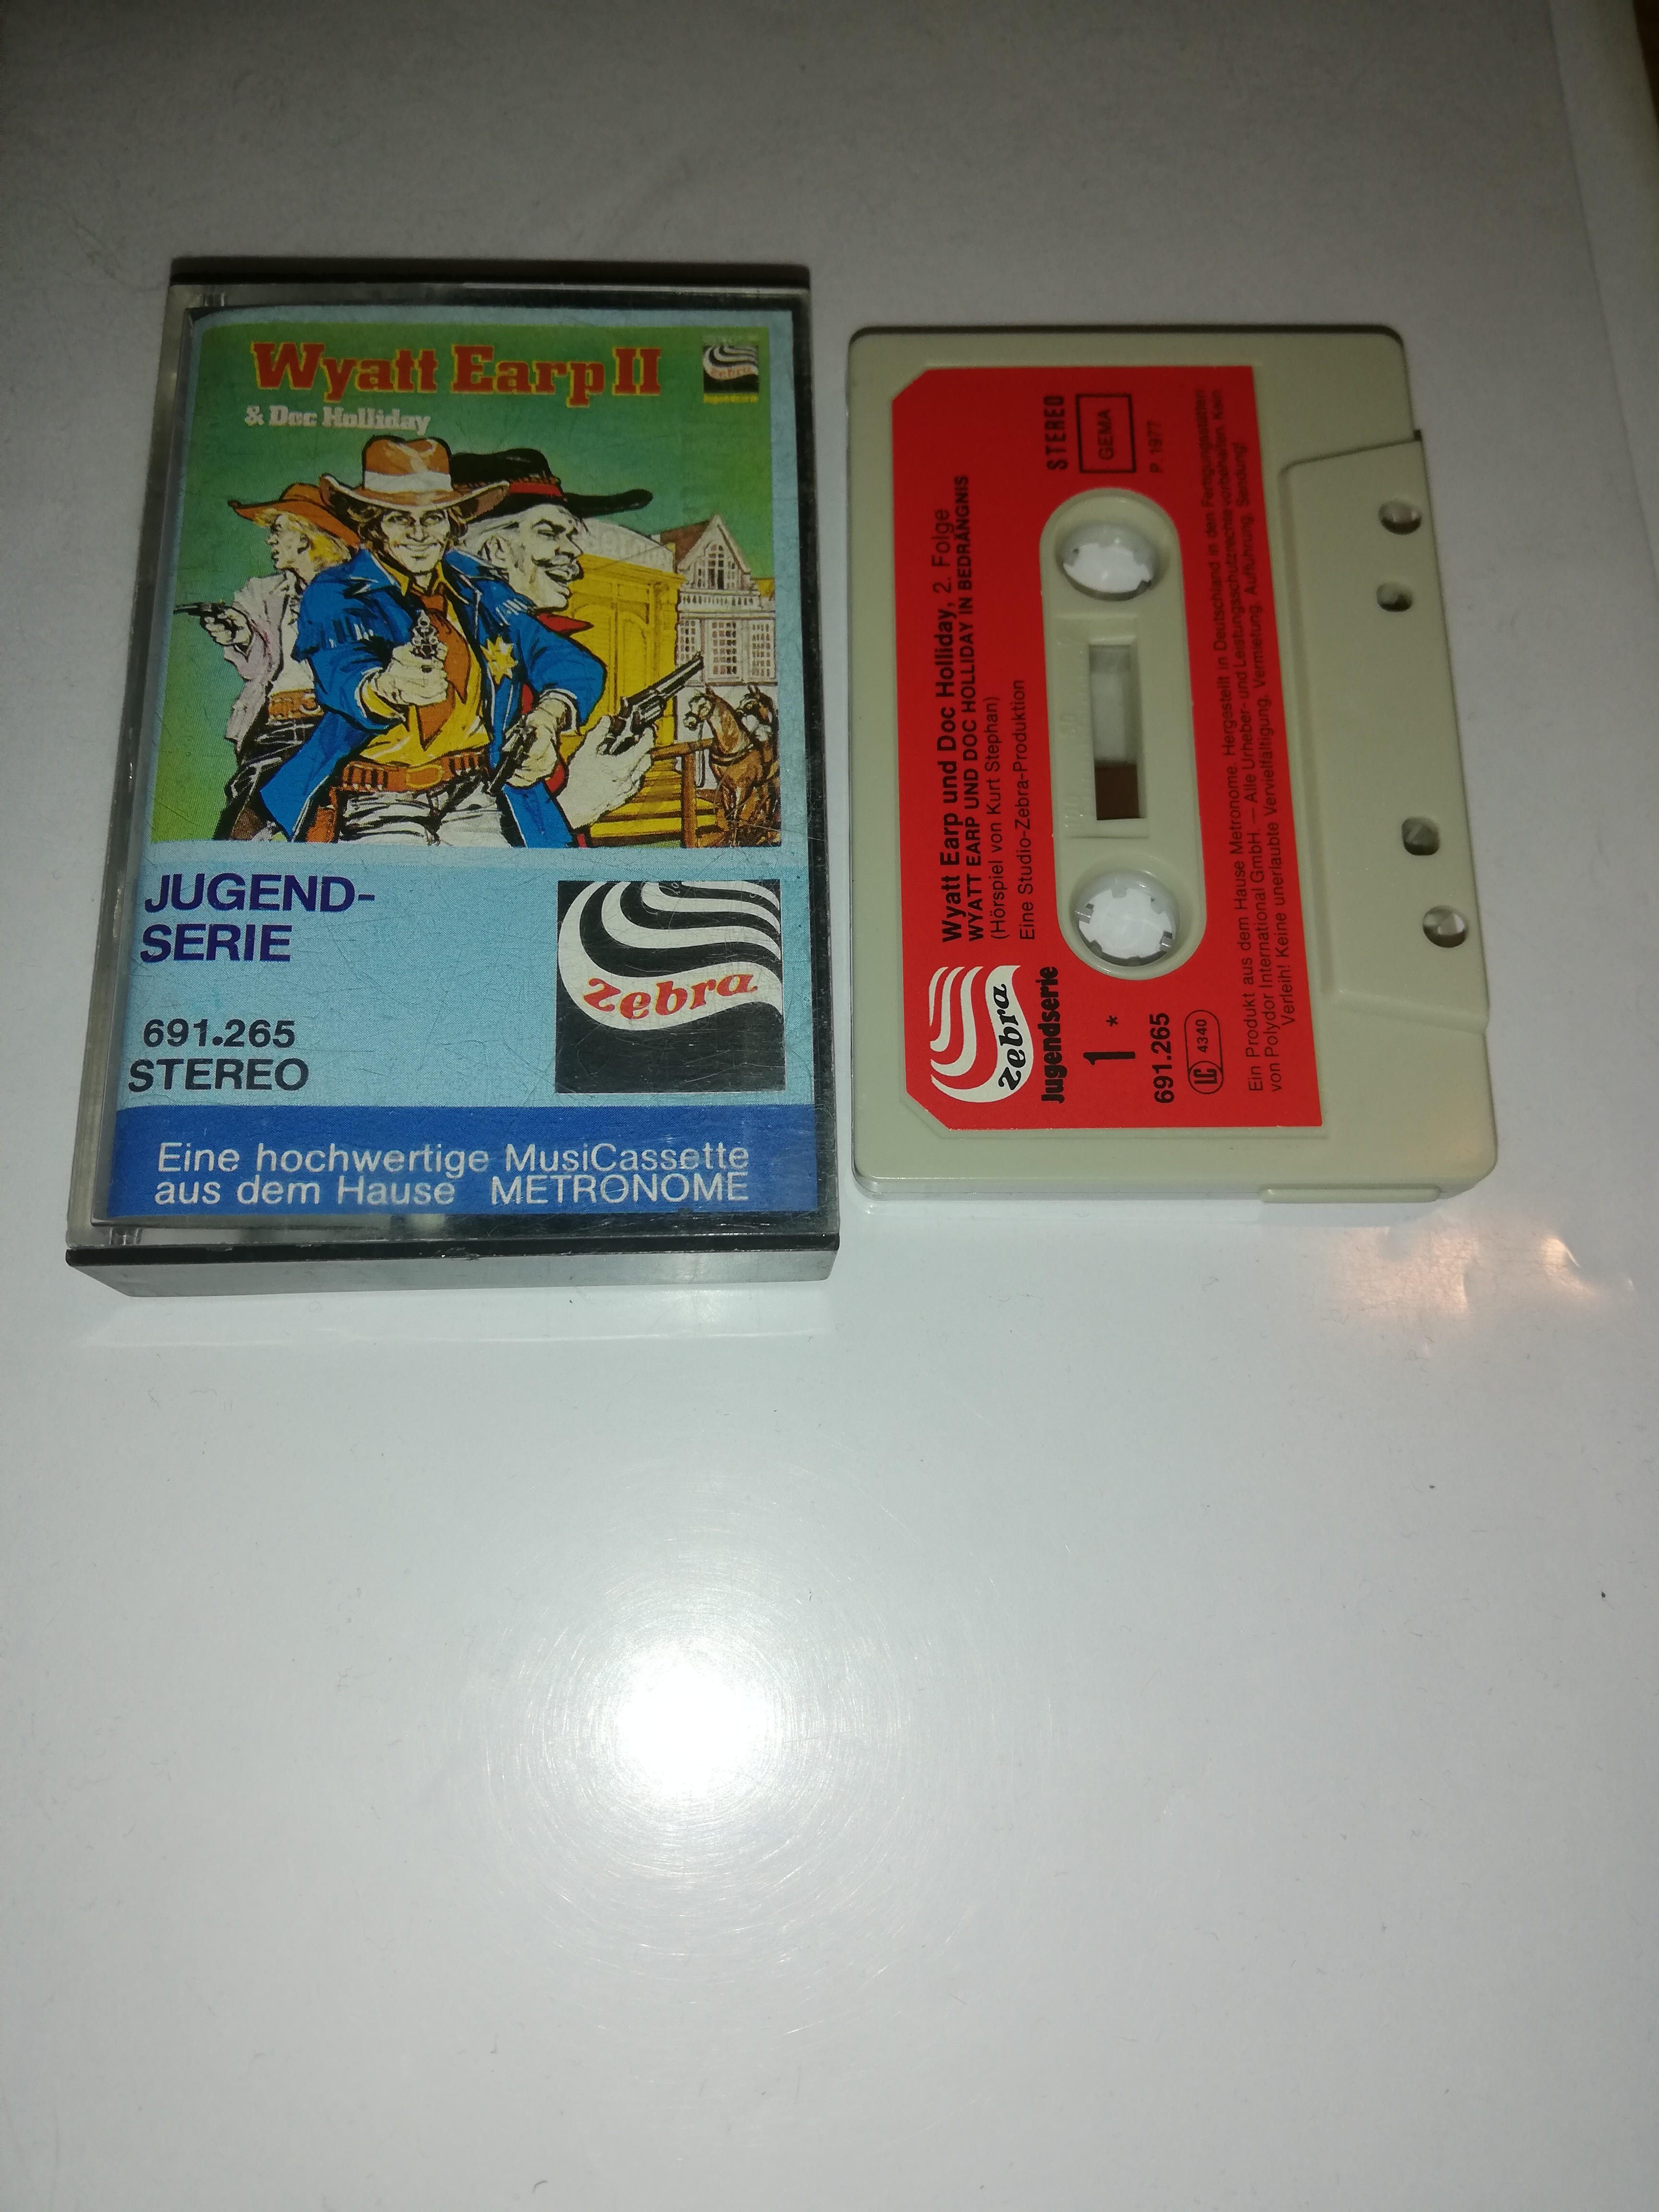 Wyatt Earp II
& Doc Holliday
zebra
JUGEND-
SERIE
zebra
691.265
STEREO
Eine hochwertige MusiCassette
aus dem Hause METRONOME
zebra
Jugendserie
1 *
691.265
LC 4340
Wyatt Earp und Doc Holliday, 2. Folge
WYATT EARP UND DOC HOLLIDAY IN BEDRÄNGNIS
(Hörspiel von Kurt Stephan)
Eine Studio-Zebra-Produktion
STEREO
GEMA
P 1977
Ein Produkt aus dem Hause Metronome. Hergestellt in Deutschland in den Fertigungsstätten
von Polydor International GmbH. — Alle Urheber- und Leistungsschutzrechte vorbehalten. Kein
Verleih! Keine unerlaubte Vervielfältigung, Vermietung, Aufführung, Sendung!